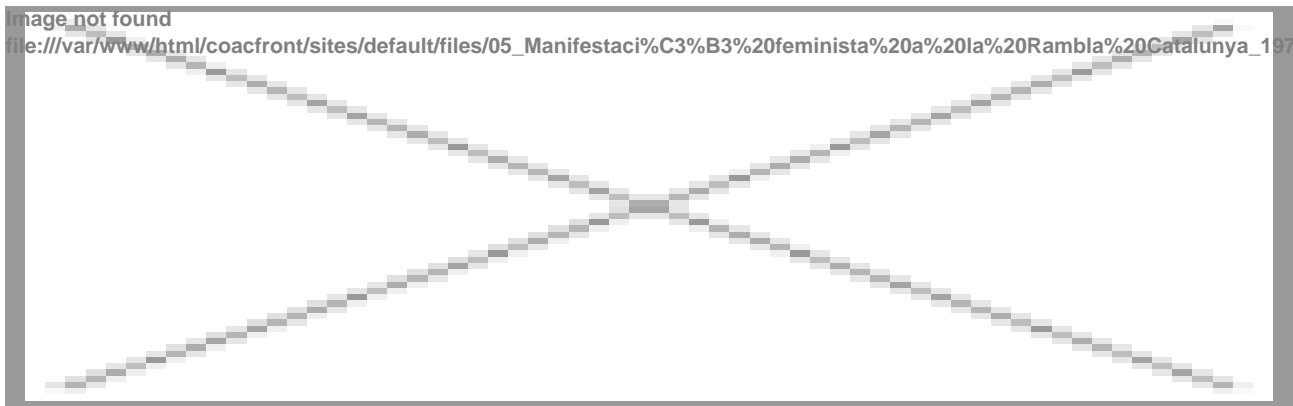 Image not found
file:///var/www/html/coacfront/sites/default/files/05_Manifestaci%C3%B3%20feminista%20a%20la%20Rambla%20Catalunya_197